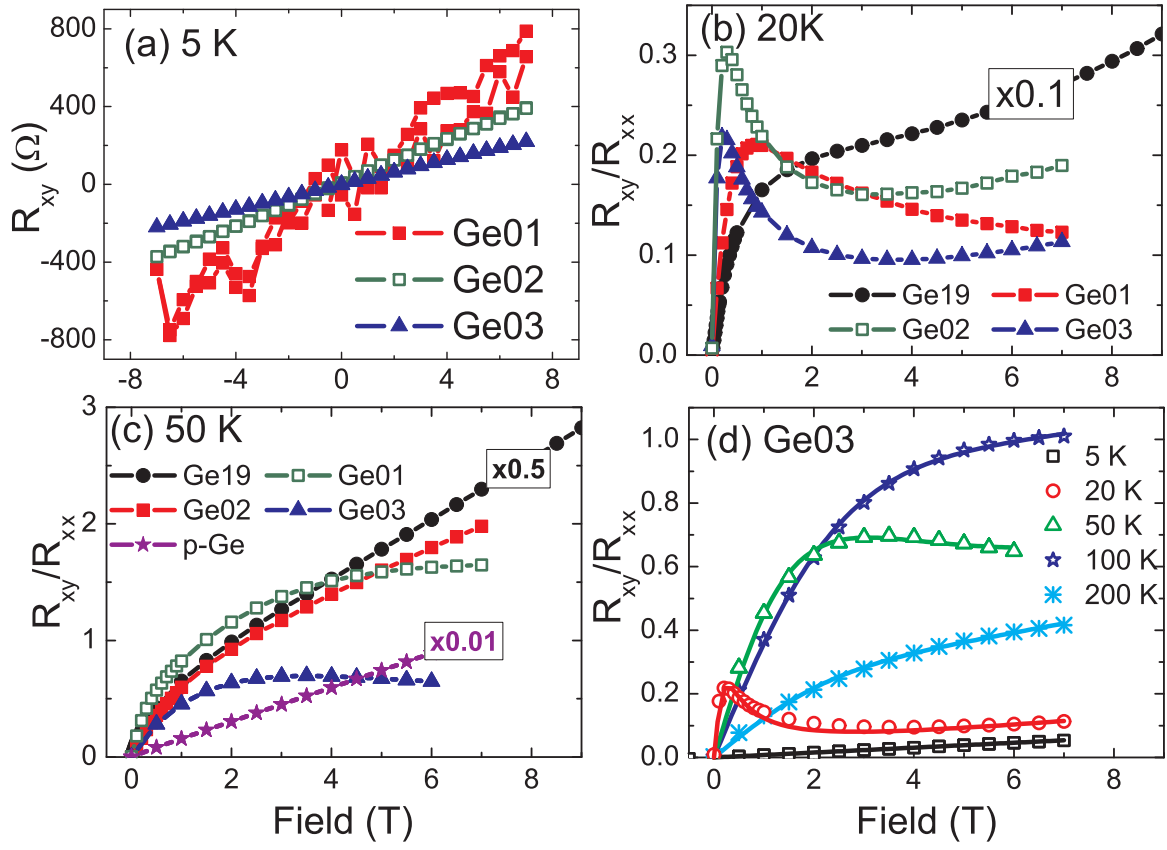 (a) 5 K
R_xy (Ω)
800
400
0
-400
-800
Ge01
Ge02
Ge03
-8
-4
0
4
8
(b) 20K
R_xy/R_xx
0.3
0.2
0.1
0.0
x0.1
Ge19
Ge01
Ge02
Ge03
0
2
4
6
8
(c) 50 K
R_xy/R_xx
3
2
1
0
Ge19
Ge01
Ge02
Ge03
p-Ge
x0.5
x0.01
0
2
4
6
8
Field (T)
(d) Ge03
R_xy/R_xx
1.0
0.8
0.6
0.4
0.2
0.0
5 K
20 K
50 K
100 K
200 K
0
2
4
6
8
Field (T)